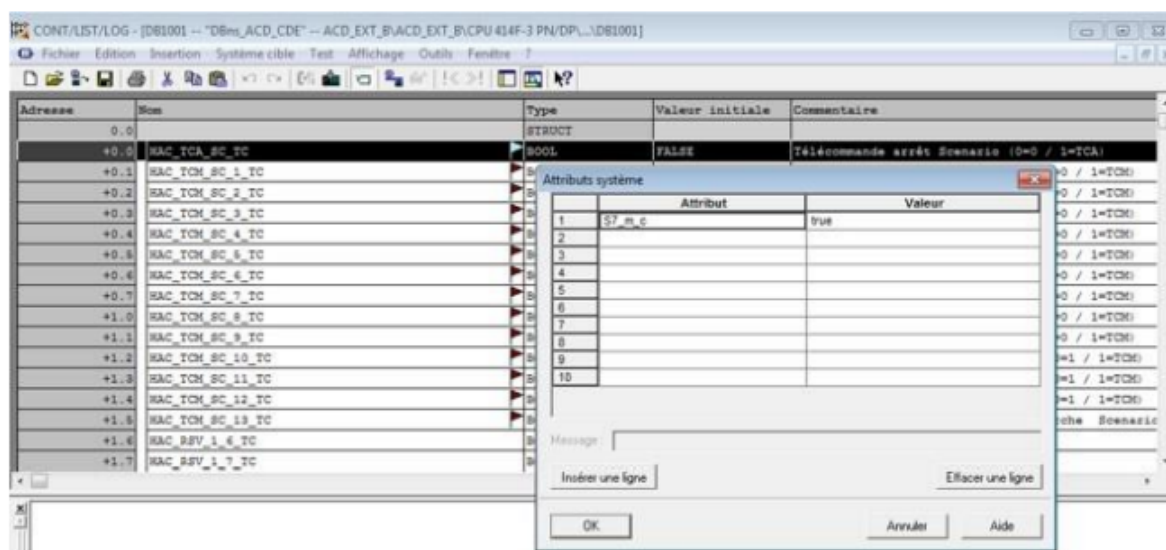 CONT/LIST/LOG - [DB1001 -- "DBns_ACD_CDE" -- ACD_EXT_B\ACD_EXT_B\CPU 414F-3 PN/DP\...\DB1001]
Fichier Edition Insertion Système cible Test Affichage Outils Fenêtre ?
Adresse Nom Type Valeur initiale Commentaire
0.0 STRUCT
+0.0 HAC_TCA_SC_TC BOOL FALSE Télécommande arrêt Scenario (0=0 / 1=TCA)
+0.1 HAC_TCM_SC_1_TC =0 / 1=TCM)
+0.2 HAC_TCM_SC_2_TC =0 / 1=TCM)
+0.3 HAC_TCM_SC_3_TC =0 / 1=TCM)
+0.4 HAC_TCM_SC_4_TC =0 / 1=TCM)
+0.5 HAC_TCM_SC_5_TC =0 / 1=TCM)
+0.6 HAC_TCM_SC_6_TC =0 / 1=TCM)
+0.7 HAC_TCM_SC_7_TC =0 / 1=TCM)
+1.0 HAC_TCM_SC_8_TC =0 / 1=TCM)
+1.1 HAC_TCM_SC_9_TC =0 / 1=TCM)
+1.2 HAC_TCM_SC_10_TC =1 / 1=TCM)
+1.3 HAC_TCM_SC_11_TC =1 / 1=TCM)
+1.4 HAC_TCM_SC_12_TC =1 / 1=TCM)
+1.5 HAC_TCM_SC_13_TC che Scenario
+1.6 HAC_RSV_1_6_TC
+1.7 HAC_RSV_1_7_TC
Attributs système
Attribut Valeur
1 S7_m_c true
2
3
4
5
6
7
8
9
10
Message :
Insérer une ligne Effacer une ligne
OK Annuler Aide